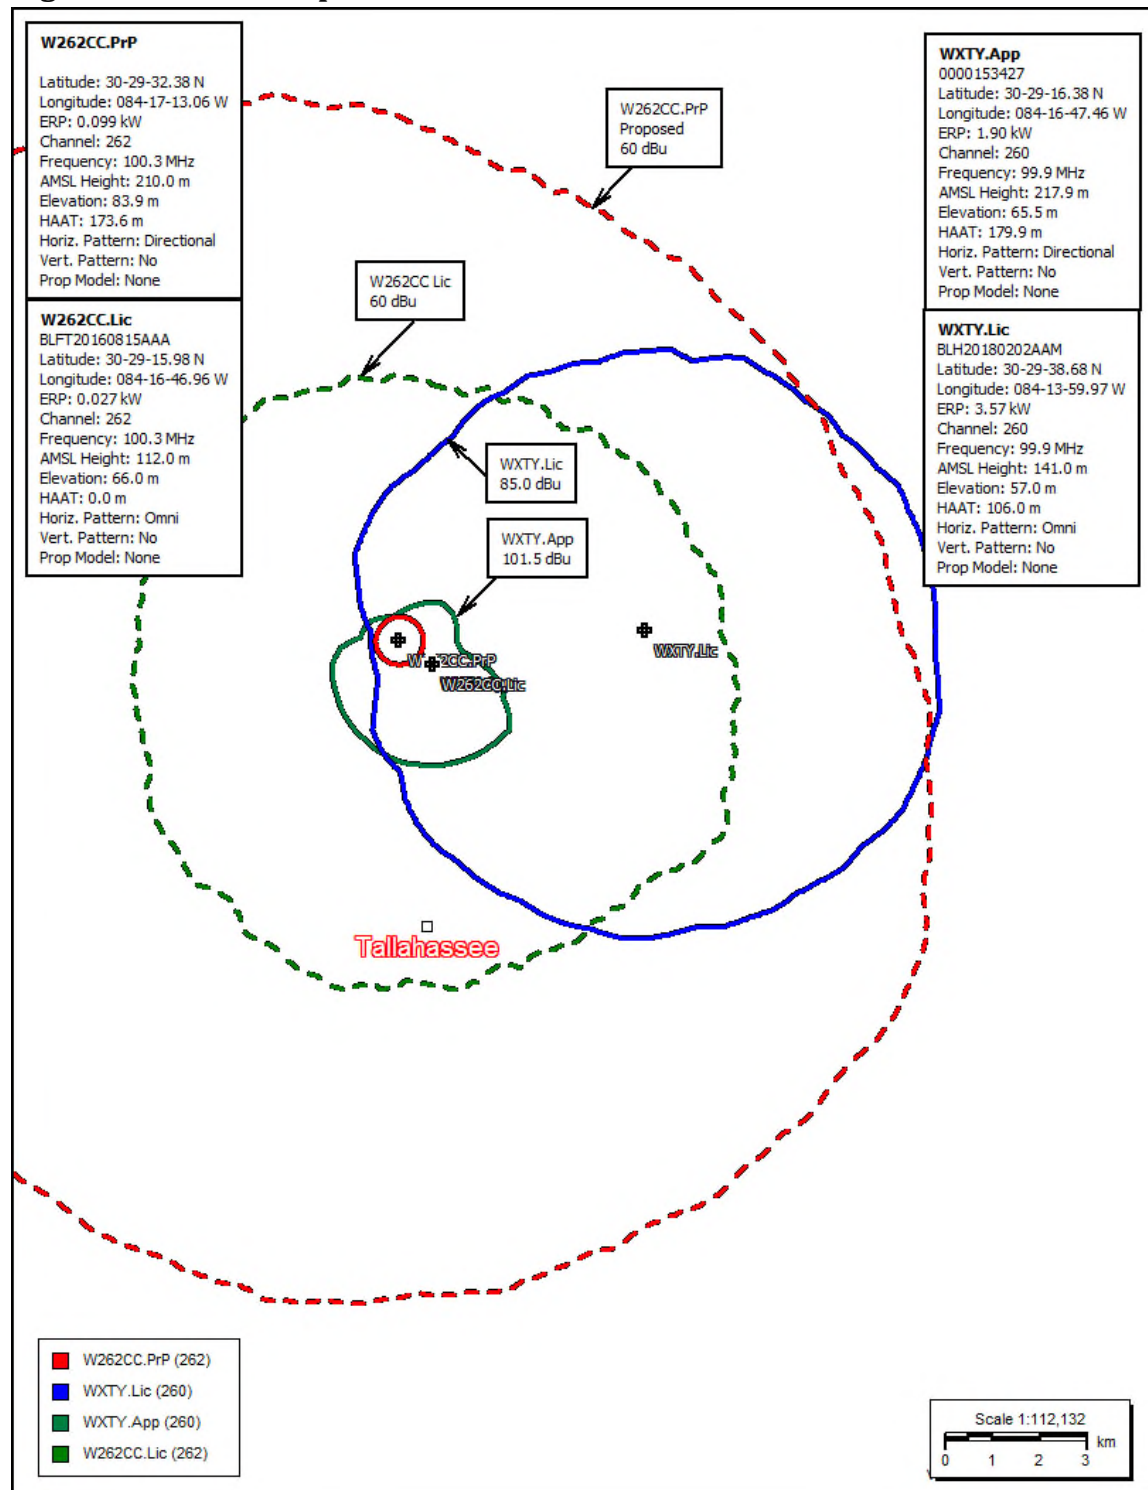 W262CC.PrP
Latitude: 30-29-32.38 N
Longitude: 084-17-13.06 W
ERP: 0.099 kW
Channel: 262
Frequency: 100.3 MHz
AMSL Height: 210.0 m
Elevation: 83.9 m
HAAT: 173.6 m
Horiz. Pattern: Directional
Vert. Pattern: No
Prop Model: None
W262CC.Lic
BLFT20160815AAA
Latitude: 30-29-15.98 N
Longitude: 084-16-46.96 W
ERP: 0.027 kW
Channel: 262
Frequency: 100.3 MHz
AMSL Height: 112.0 m
Elevation: 66.0 m
HAAT: 0.0 m
Horiz. Pattern: Omni
Vert. Pattern: No
Prop Model: None
W262CC.PrP
Proposed
60 dBu
W262CC Lic
60 dBu
WXTY.Lic
85.0 dBu
WXTY.App
101.5 dBu
WXTY.App
0000153427
Latitude: 30-29-16.38 N
Longitude: 084-16-47.46 W
ERP: 1.90 kW
Channel: 260
Frequency: 99.9 MHz
AMSL Height: 217.9 m
Elevation: 65.5 m
HAAT: 179.9 m
Horiz. Pattern: Directional
Vert. Pattern: No
Prop Model: None
WXTY.Lic
BLH20180202AAM
Latitude: 30-29-38.68 N
Longitude: 084-13-59.97 W
ERP: 3.57 kW
Channel: 260
Frequency: 99.9 MHz
AMSL Height: 141.0 m
Elevation: 57.0 m
HAAT: 106.0 m
Horiz. Pattern: Omni
Vert. Pattern: No
Prop Model: None
WXTY.Lic
W262CC.PrP
W262CC.Lic
Tallahassee
W262CC.PrP (262)
WXTY.Lic (260)
WXTY.App (260)
W262CC.Lic (262)
Scale 1:112,132
km
0 1 2 3